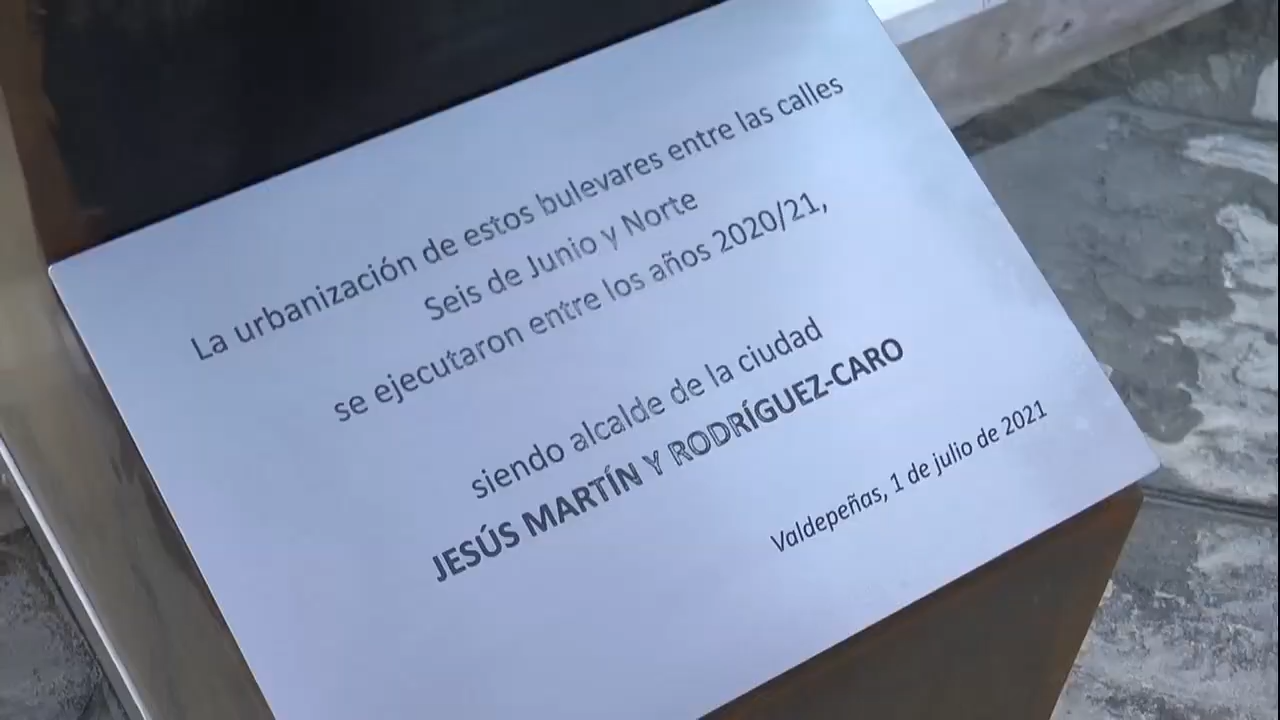 La urbanización de estos bulevares entre las calles
Seis de Junio y Norte
se ejecutaron entre los años 2020/21,
siendo alcalde de la ciudad
JESÚS MARTÍN Y RODRÍGUEZ-CARO
Valdepeñas, 1 de julio de 2021